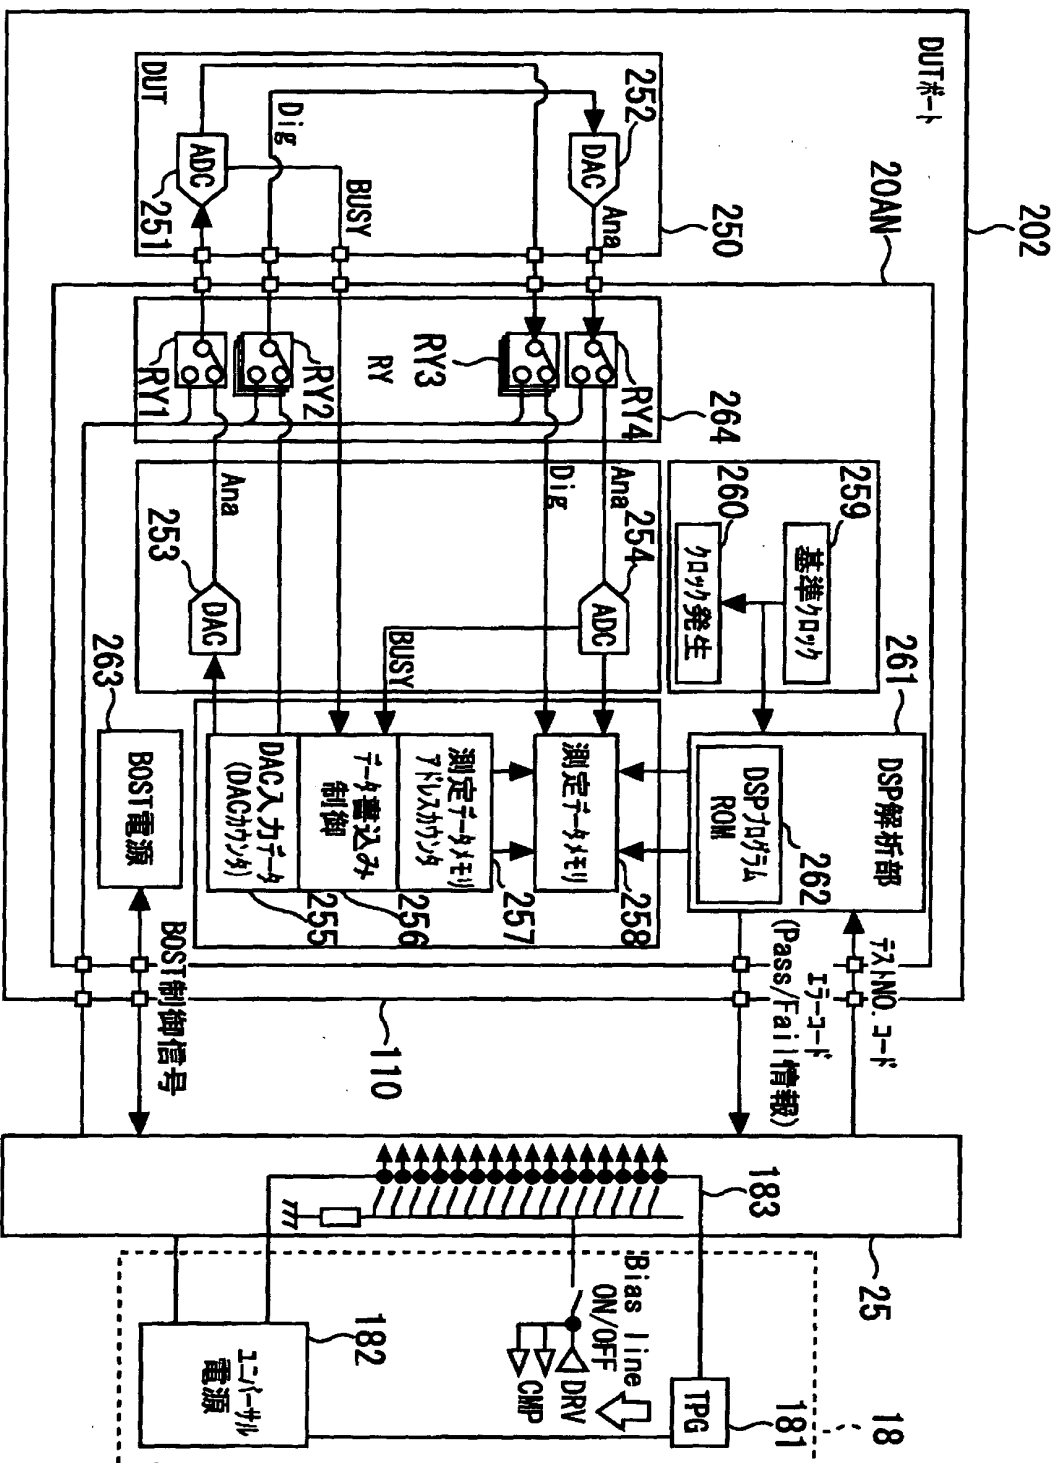 202
DUTボート
20AN
250
252
DAC
Ana
DUT
ADC
251
Dig
BUSY
264
RY4
RY3
RY
RY2
RY1
259
基準クロック
260
クロック発生
Ana
254
ADC
Dig
BUSY
Ana
253
DAC
261
DSP解析部
DSPプログラム
ROM
262
測定データメモリ
258
測定データメモリ
アドレスカウンタ
257
データ書込み
制御
256
DAC入力データ
(DACカウンタ)
255
263
BOST電源
テストNO.コード
エラーコード
(Pass/Fail情報)
BOST制御信号
110
183
25
18
181
TPG
Bias line
ON/OFF
DRV
CMP
182
ユニバーサル
電源